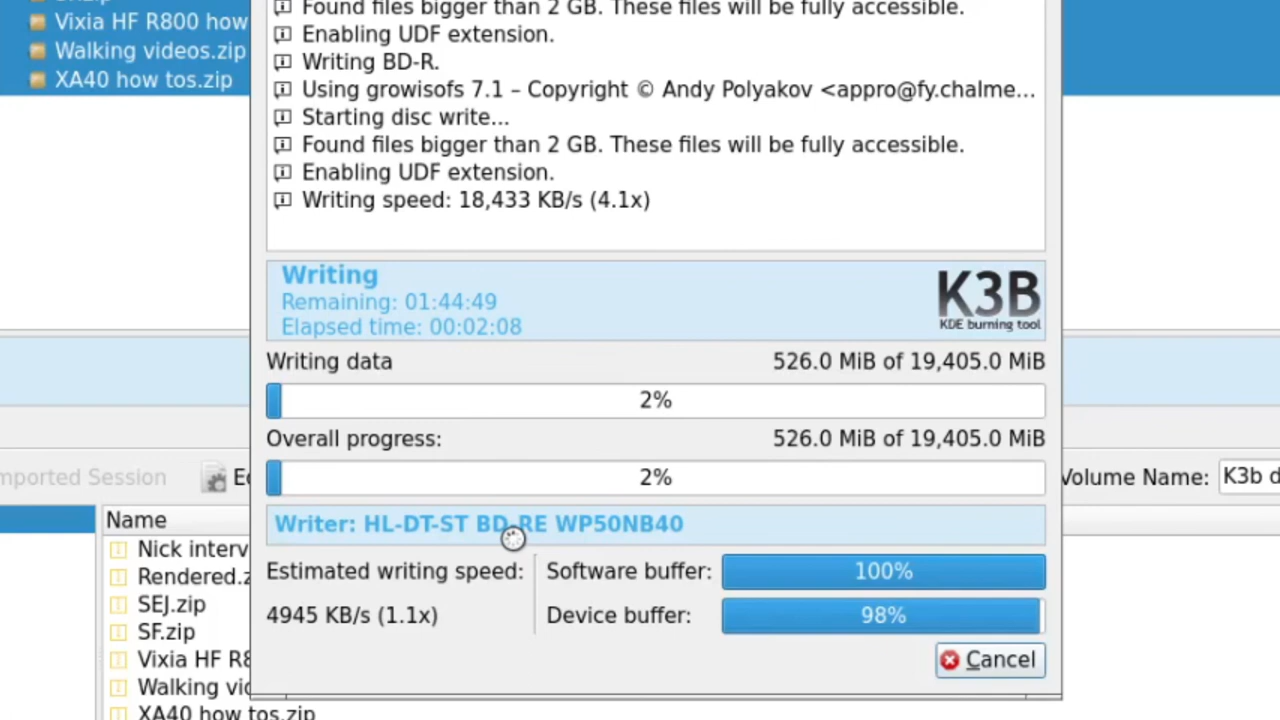 Vixia HF R800 how
Walking videos.zip
XA40 how tos.zip
Found files bigger than 2 GB. These files will be fully accessible.
Enabling UDF extension.
Writing BD-R.
Using growisofs 7.1 – Copyright © Andy Polyakov <appro@fy.chalme...
Starting disc write...
Found files bigger than 2 GB. These files will be fully accessible.
Enabling UDF extension.
Writing speed: 18,433 KB/s (4.1x)
Writing
Remaining: 01:44:49
Elapsed time: 00:02:08
K3B
KDE burning tool
Writing data 526.0 MiB of 19,405.0 MiB
2%
Overall progress: 526.0 MiB of 19,405.0 MiB
2%
mported Session
Volume Name: K3b d
Writer: HL-DT-ST BD-RE WP50NB40
Estimated writing speed: Software buffer: 100%
4945 KB/s (1.1x) Device buffer: 98%
Cancel
Name
Nick interv
Rendered.z
SEJ.zip
SF.zip
Vixia HF R8
Walking vi
XA40 how tos.zip